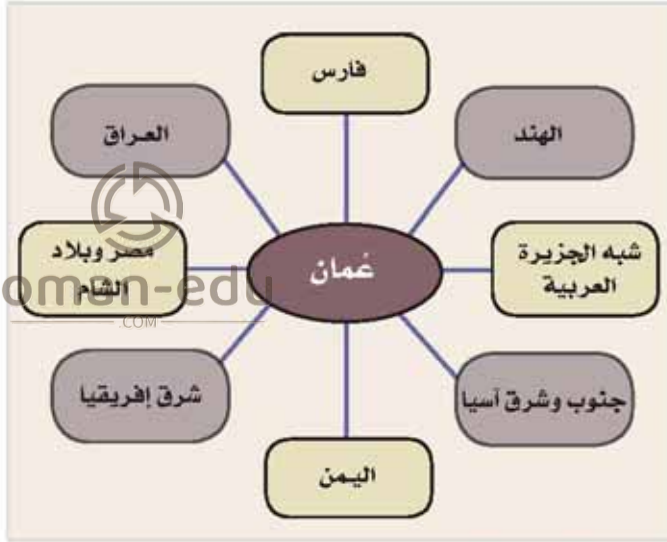 فارس
الهند
العراق
شبه الجزيرة
العربية
عُمان
مصر وبلاد
الشام
oman-edu
.COM
جنوب وشرق آسيا
شرق إفريقيا
اليمن